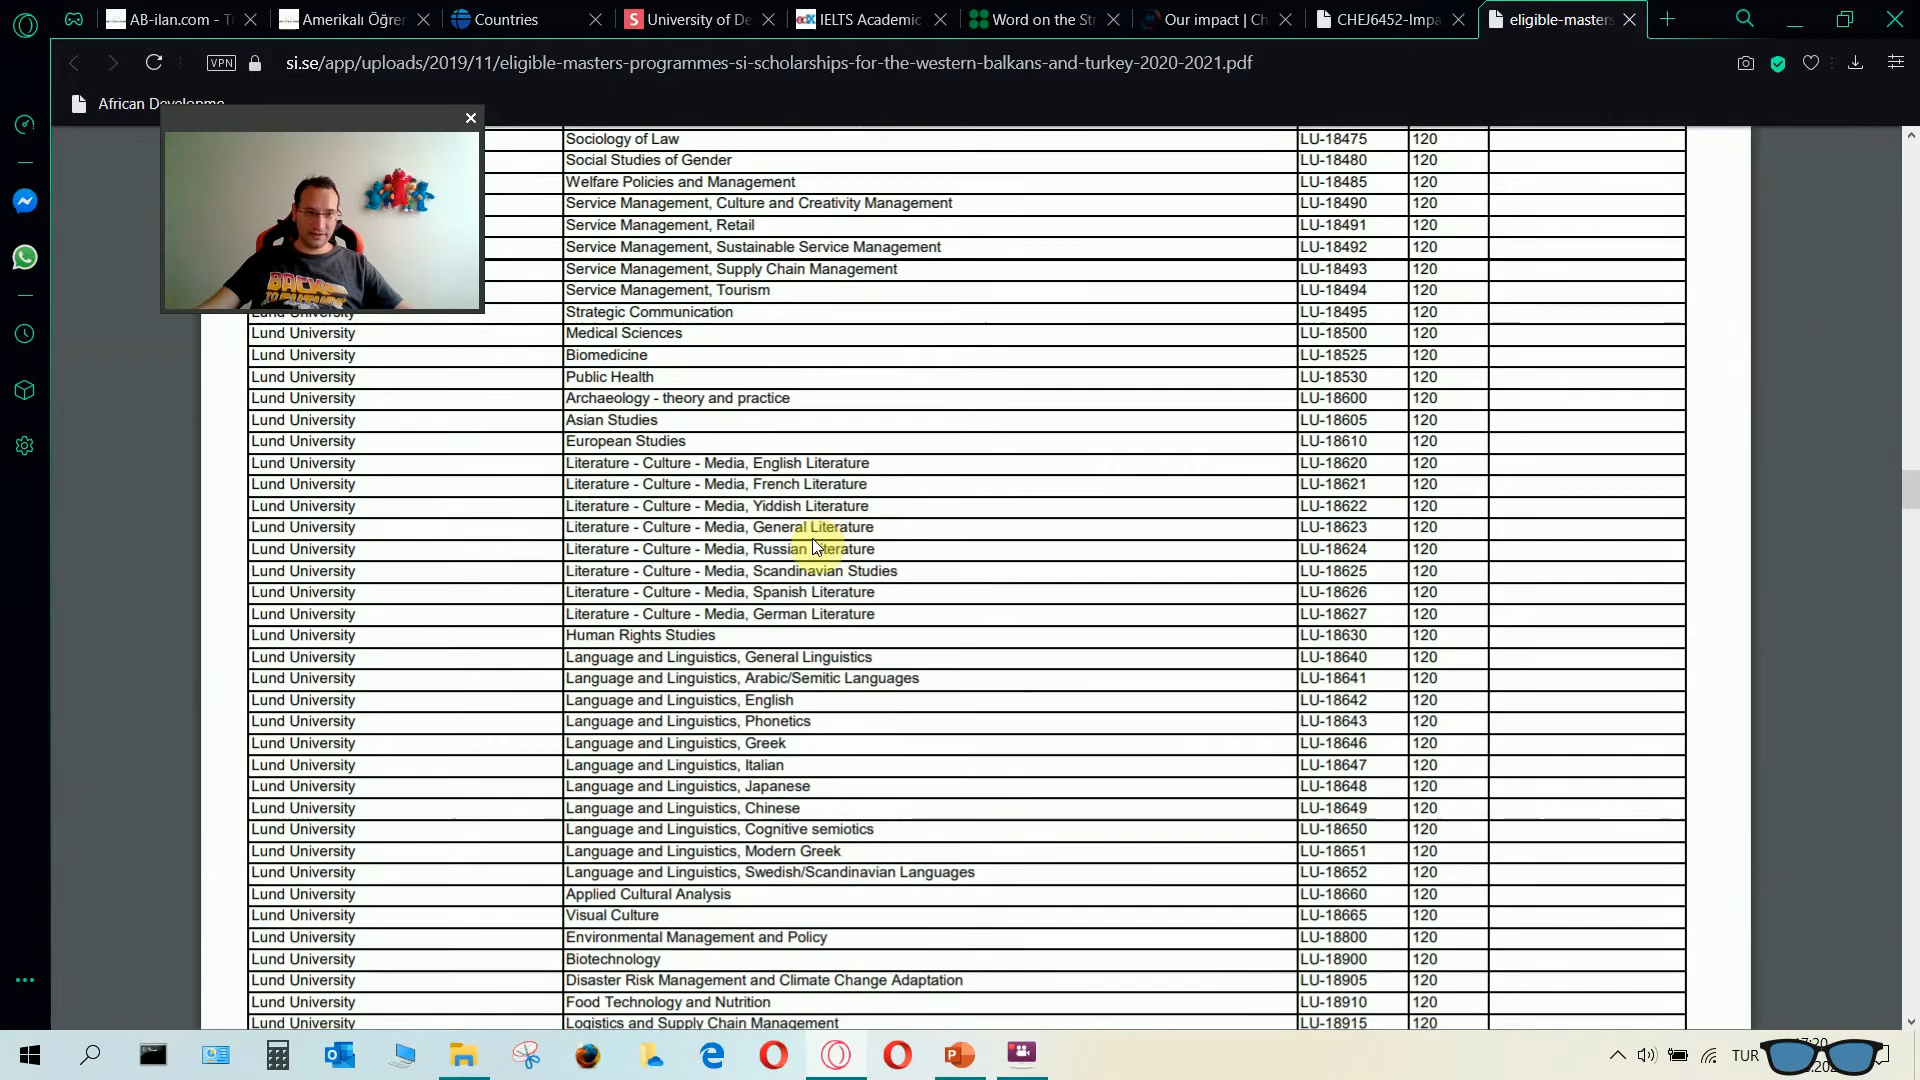 AB-ilan.com - T
Amerikalı Öğren
Countries
University of De
IELTS Academic
Word on the St
Our impact | Ch
CHEJ6452-Impa
eligible-masters
VPN
si.se/app/uploads/2019/11/eligible-masters-programmes-si-scholarships-for-the-western-balkans-and-turkey-2020-2021.pdf
African Developme
Sociology of Law LU-18475 120
Social Studies of Gender LU-18480 120
Welfare Policies and Management LU-18485 120
Service Management, Culture and Creativity Management LU-18490 120
Service Management, Retail LU-18491 120
Service Management, Sustainable Service Management LU-18492 120
Service Management, Supply Chain Management LU-18493 120
Service Management, Tourism LU-18494 120
Lund University Strategic Communication LU-18495 120
Lund University Medical Sciences LU-18500 120
Lund University Biomedicine LU-18525 120
Lund University Public Health LU-18530 120
Lund University Archaeology - theory and practice LU-18600 120
Lund University Asian Studies LU-18605 120
Lund University European Studies LU-18610 120
Lund University Literature - Culture - Media, English Literature LU-18620 120
Lund University Literature - Culture - Media, French Literature LU-18621 120
Lund University Literature - Culture - Media, Yiddish Literature LU-18622 120
Lund University Literature - Culture - Media, General Literature LU-18623 120
Lund University Literature - Culture - Media, Russian Literature LU-18624 120
Lund University Literature - Culture - Media, Scandinavian Studies LU-18625 120
Lund University Literature - Culture - Media, Spanish Literature LU-18626 120
Lund University Literature - Culture - Media, German Literature LU-18627 120
Lund University Human Rights Studies LU-18630 120
Lund University Language and Linguistics, General Linguistics LU-18640 120
Lund University Language and Linguistics, Arabic/Semitic Languages LU-18641 120
Lund University Language and Linguistics, English LU-18642 120
Lund University Language and Linguistics, Phonetics LU-18643 120
Lund University Language and Linguistics, Greek LU-18646 120
Lund University Language and Linguistics, Italian LU-18647 120
Lund University Language and Linguistics, Japanese LU-18648 120
Lund University Language and Linguistics, Chinese LU-18649 120
Lund University Language and Linguistics, Cognitive semiotics LU-18650 120
Lund University Language and Linguistics, Modern Greek LU-18651 120
Lund University Language and Linguistics, Swedish/Scandinavian Languages LU-18652 120
Lund University Applied Cultural Analysis LU-18660 120
Lund University Visual Culture LU-18665 120
Lund University Environmental Management and Policy LU-18800 120
Lund University Biotechnology LU-18900 120
Lund University Disaster Risk Management and Climate Change Adaptation LU-18905 120
Lund University Food Technology and Nutrition LU-18910 120
Lund University Logistics and Supply Chain Management LU-18915 120
TUR